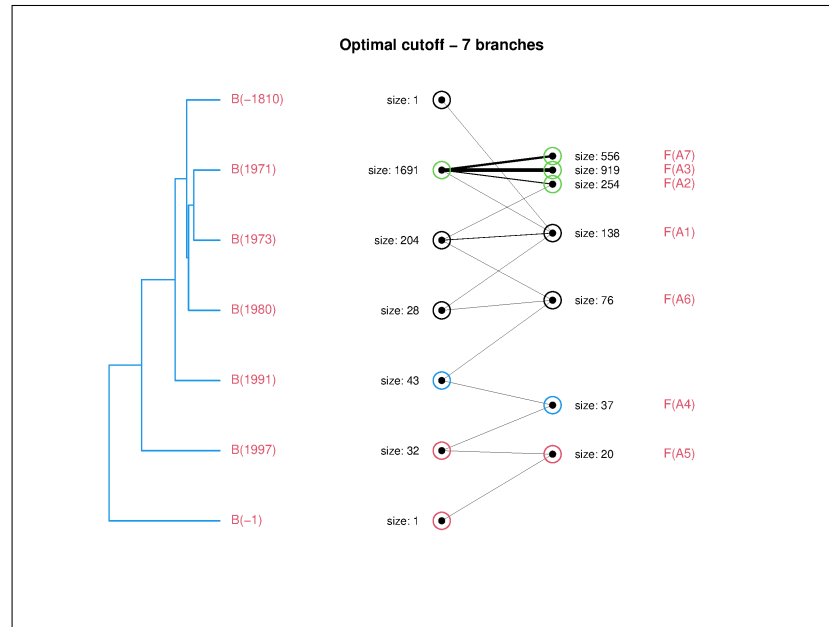 Optimal cutoff − 7 branches
B(−1810) size: 1
size: 556 F(A7)
B(1971) size: 1691 size: 919 F(A3)
size: 254 F(A2)
size: 138 F(A1)
B(1973) size: 204
size: 76 F(A6)
B(1980) size: 28
B(1991) size: 43
size: 37 F(A4)
B(1997) size: 32
size: 20 F(A5)
B(−1) size: 1